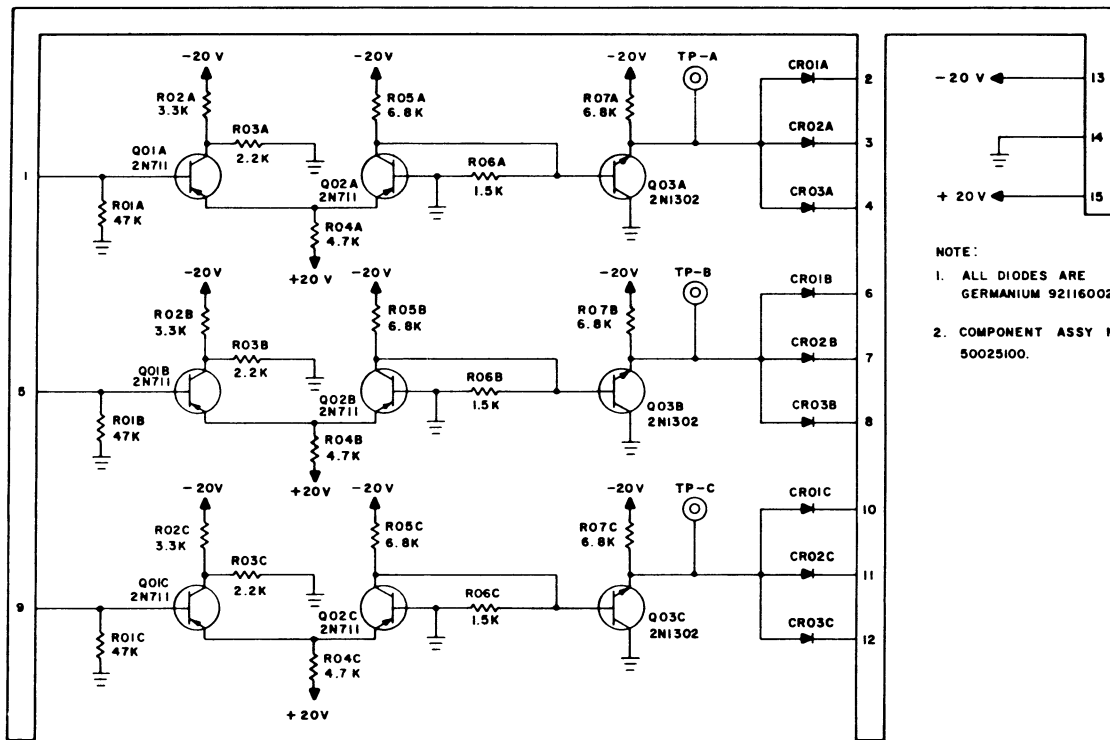 -20V
R02A
3.3K
R03A
2.2K
Q01A
2N711
1
R01A
47K
-20V
R05A
6.8K
Q02A
2N711
R04A
4.7K
+20V
R06A
1.5K
-20V
R07A
6.8K
TP-A
Q03A
2N1302
CR01A
2
CR02A
3
CR03A
4
-20V
R02B
3.3K
R03B
2.2K
Q01B
2N711
5
R01B
47K
-20V
R05B
6.8K
Q02B
2N711
R04B
4.7K
+20V
R06B
1.5K
-20V
R07B
6.8K
TP-B
Q03B
2N1302
CR01B
6
CR02B
7
CR03B
8
-20V
R02C
3.3K
R03C
2.2K
Q01C
2N711
9
R01C
47K
-20V
R05C
6.8K
Q02C
2N711
R04C
4.7K
+20V
R06C
1.5K
-20V
R07C
6.8K
TP-C
Q03C
2N1302
CR01C
10
CR02C
11
CR03C
12
-20 V
13
14
+ 20V
15
NOTE:
1. ALL DIODES ARE
GERMANIUM 92116002
2. COMPONENT ASSY
50025100.